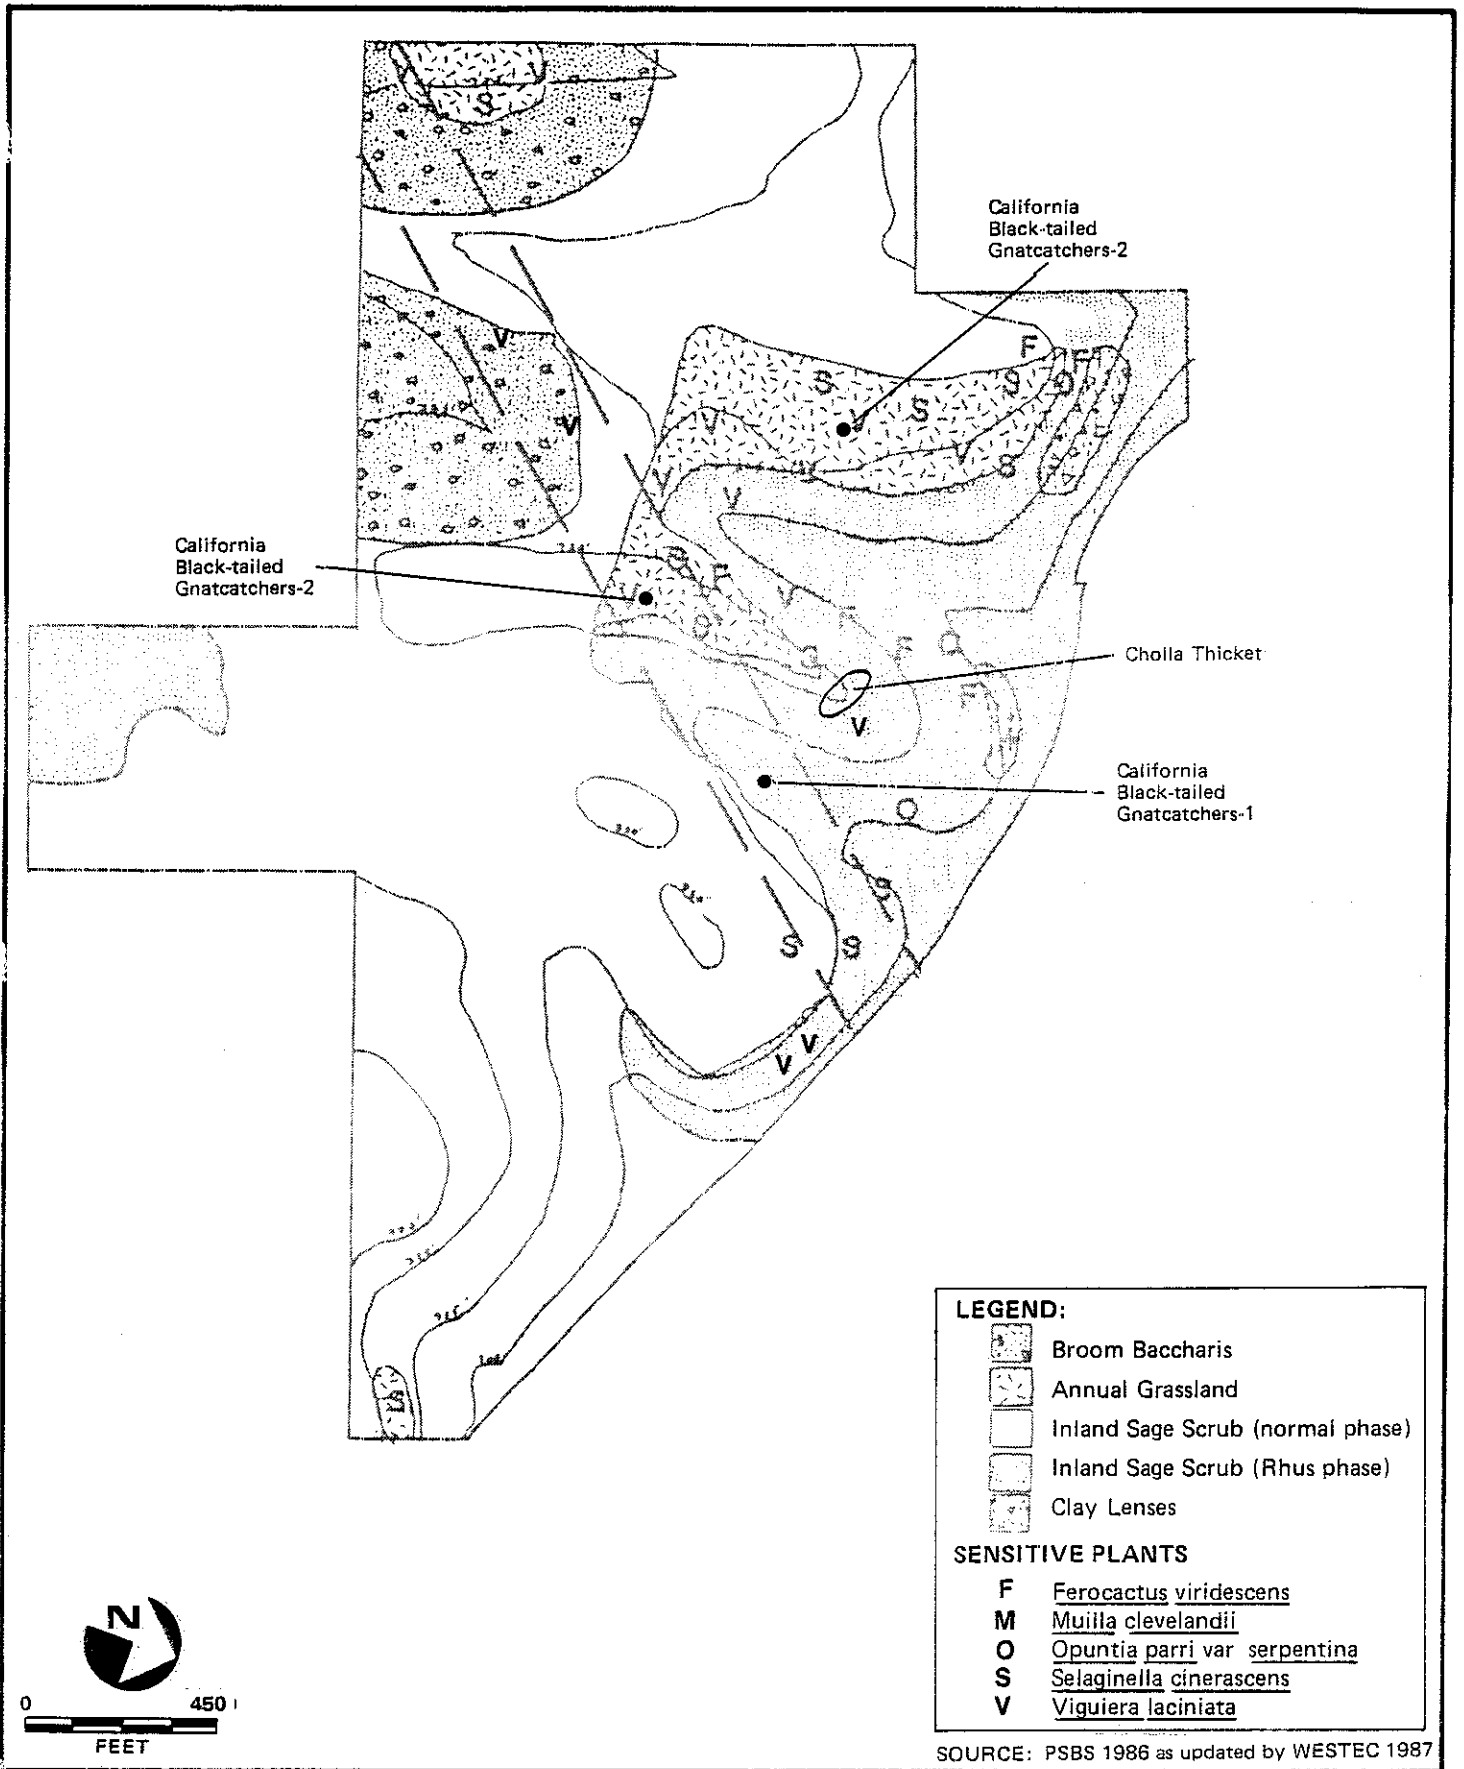 California
Black-tailed
Gnatcatchers-2
F
F
S
S
O
S
V
V
V
S
V
V
V
California
Black-tailed
Gnatcatchers-2
F
V
V
F
O
F
O
O
F
Cholla Thicket
V
California
Black-tailed
Gnatcatchers-1
O
S
S
V
V
V
S
LEGEND:
Broom Baccharis
Annual Grassland
Inland Sage Scrub (normal phase)
Inland Sage Scrub (Rhus phase)
Clay Lenses
SENSITIVE PLANTS
F Ferocactus viridescens
M Muilla clevelandii
O Opuntia parri var serpentina
S Selaginella cinerascens
V Viguiera laciniata
N
0 450
FEET
SOURCE: PSBS 1986 as updated by WESTEC 1987